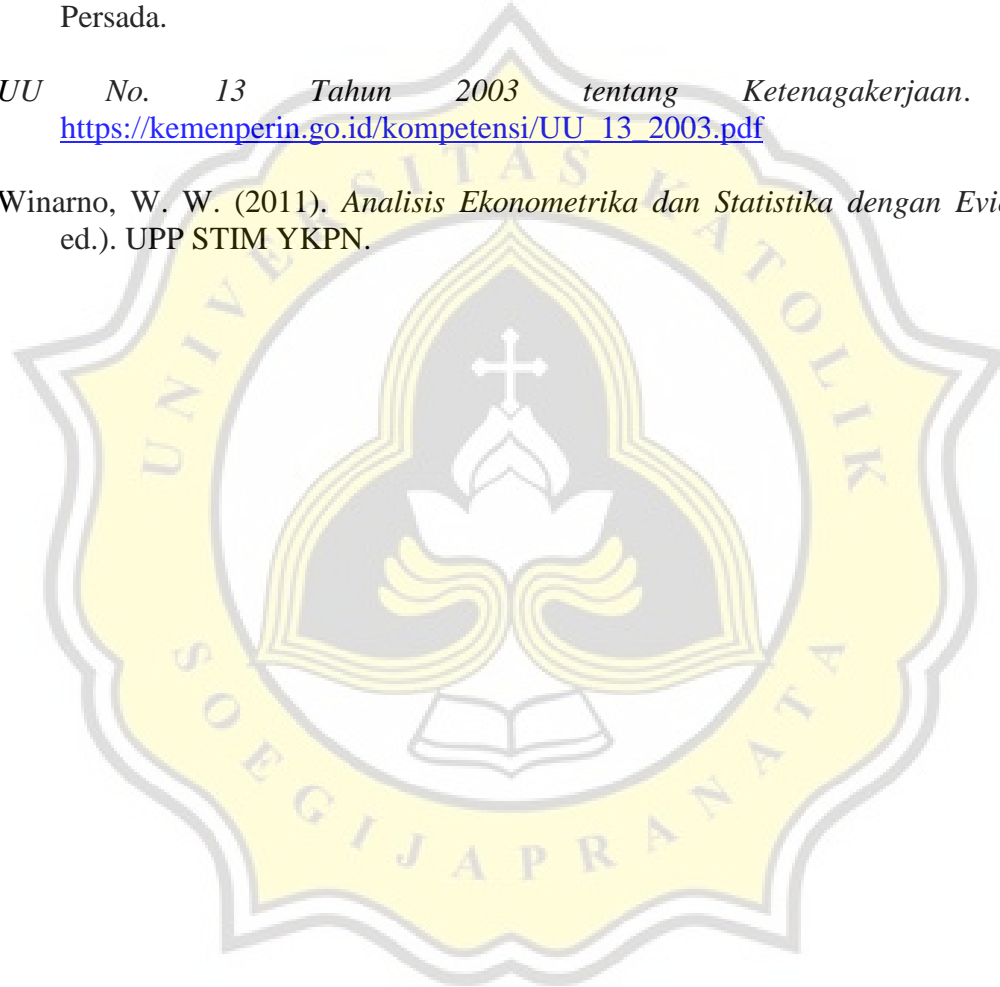 Persada.
UU No. 13 Tahun 2003 tentang Ketenagakerjaan.
https://kemenperin.go.id/kompetensi/UU_13_2003.pdf
Winarno, W. W. (2011). Analisis Ekonometrika dan Statistika dengan
ed.). UPP STIM YKPN.
UNIVERSITAS KATOLIK
SOEGIJAPRANATA